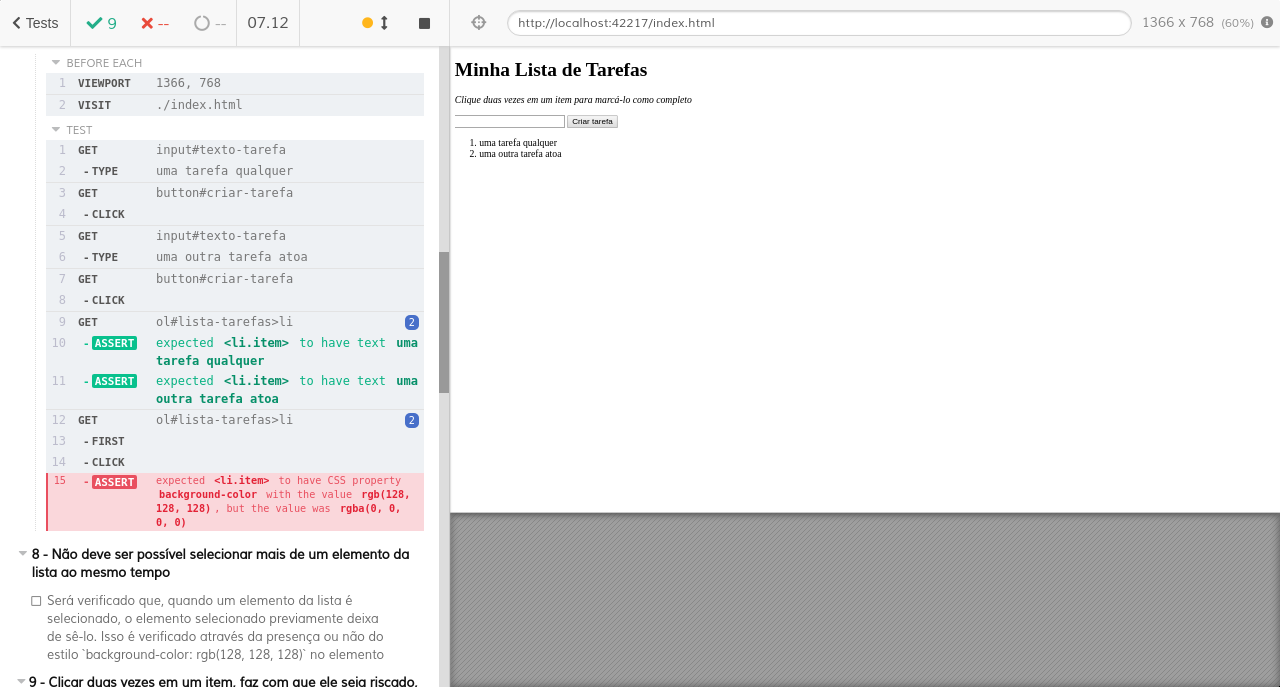 Tests
9
--
--
07.12
http://localhost:42217/index.html
1366 x 768 (60%)
BEFORE EACH
1 VIEWPORT 1366, 768
2 VISIT ./index.html
TEST
1 GET input#texto-tarefa
2 -TYPE uma tarefa qualquer
3 GET button#criar-tarefa
4 -CLICK
5 GET input#texto-tarefa
6 -TYPE uma outra tarefa atoa
7 GET button#criar-tarefa
8 -CLICK
9 GET ol#lista-tarefas>li 2
10 -ASSERT expected <li.item> to have text uma
tarefa qualquer
11 -ASSERT expected <li.item> to have text uma
outra tarefa atoa
12 GET ol#lista-tarefas>li 2
13 -FIRST
14 -CLICK
15 -ASSERT expected <li.item> to have CSS property
background-color with the value rgb(128,
128, 128), but the value was rgba(0, 0,
0, 0)
8 - Não deve ser possível selecionar mais de um elemento da
lista ao mesmo tempo
Será verificado que, quando um elemento da lista é
selecionado, o elemento selecionado previamente deixa
de sê-lo. Isso é verificado através da presença ou não do
estilo `background-color: rgb(128, 128, 128)` no elemento
9 - Clicar duas vezes em um item, faz com que ele seja riscado,
Minha Lista de Tarefas
Clique duas vezes em um item para marcá-lo como completo
Criar tarefa
1. uma tarefa qualquer
2. uma outra tarefa atoa